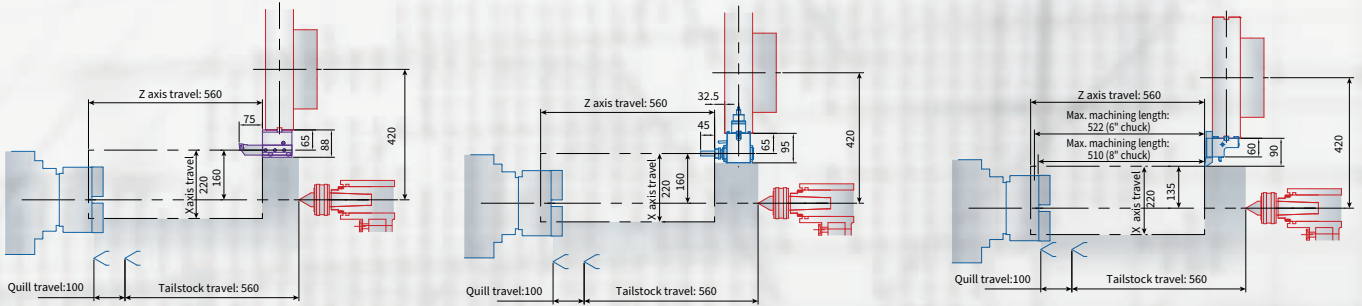 Z axis travel: 560
75
65
88
420
X axis travel
220
160
Quill travel:100
Tailstock travel: 560
32.5
Z axis travel: 560
45
65
95
420
X axis travel
220
160
Quill travel:100
Tailstock travel: 560
Z axis travel: 560
Max. machining length:
522 (6" chuck)
Max. machining length:
510 (8" chuck)
60
90
420
X axis travel
220
135
Quill travel:100
Tailstock travel: 560